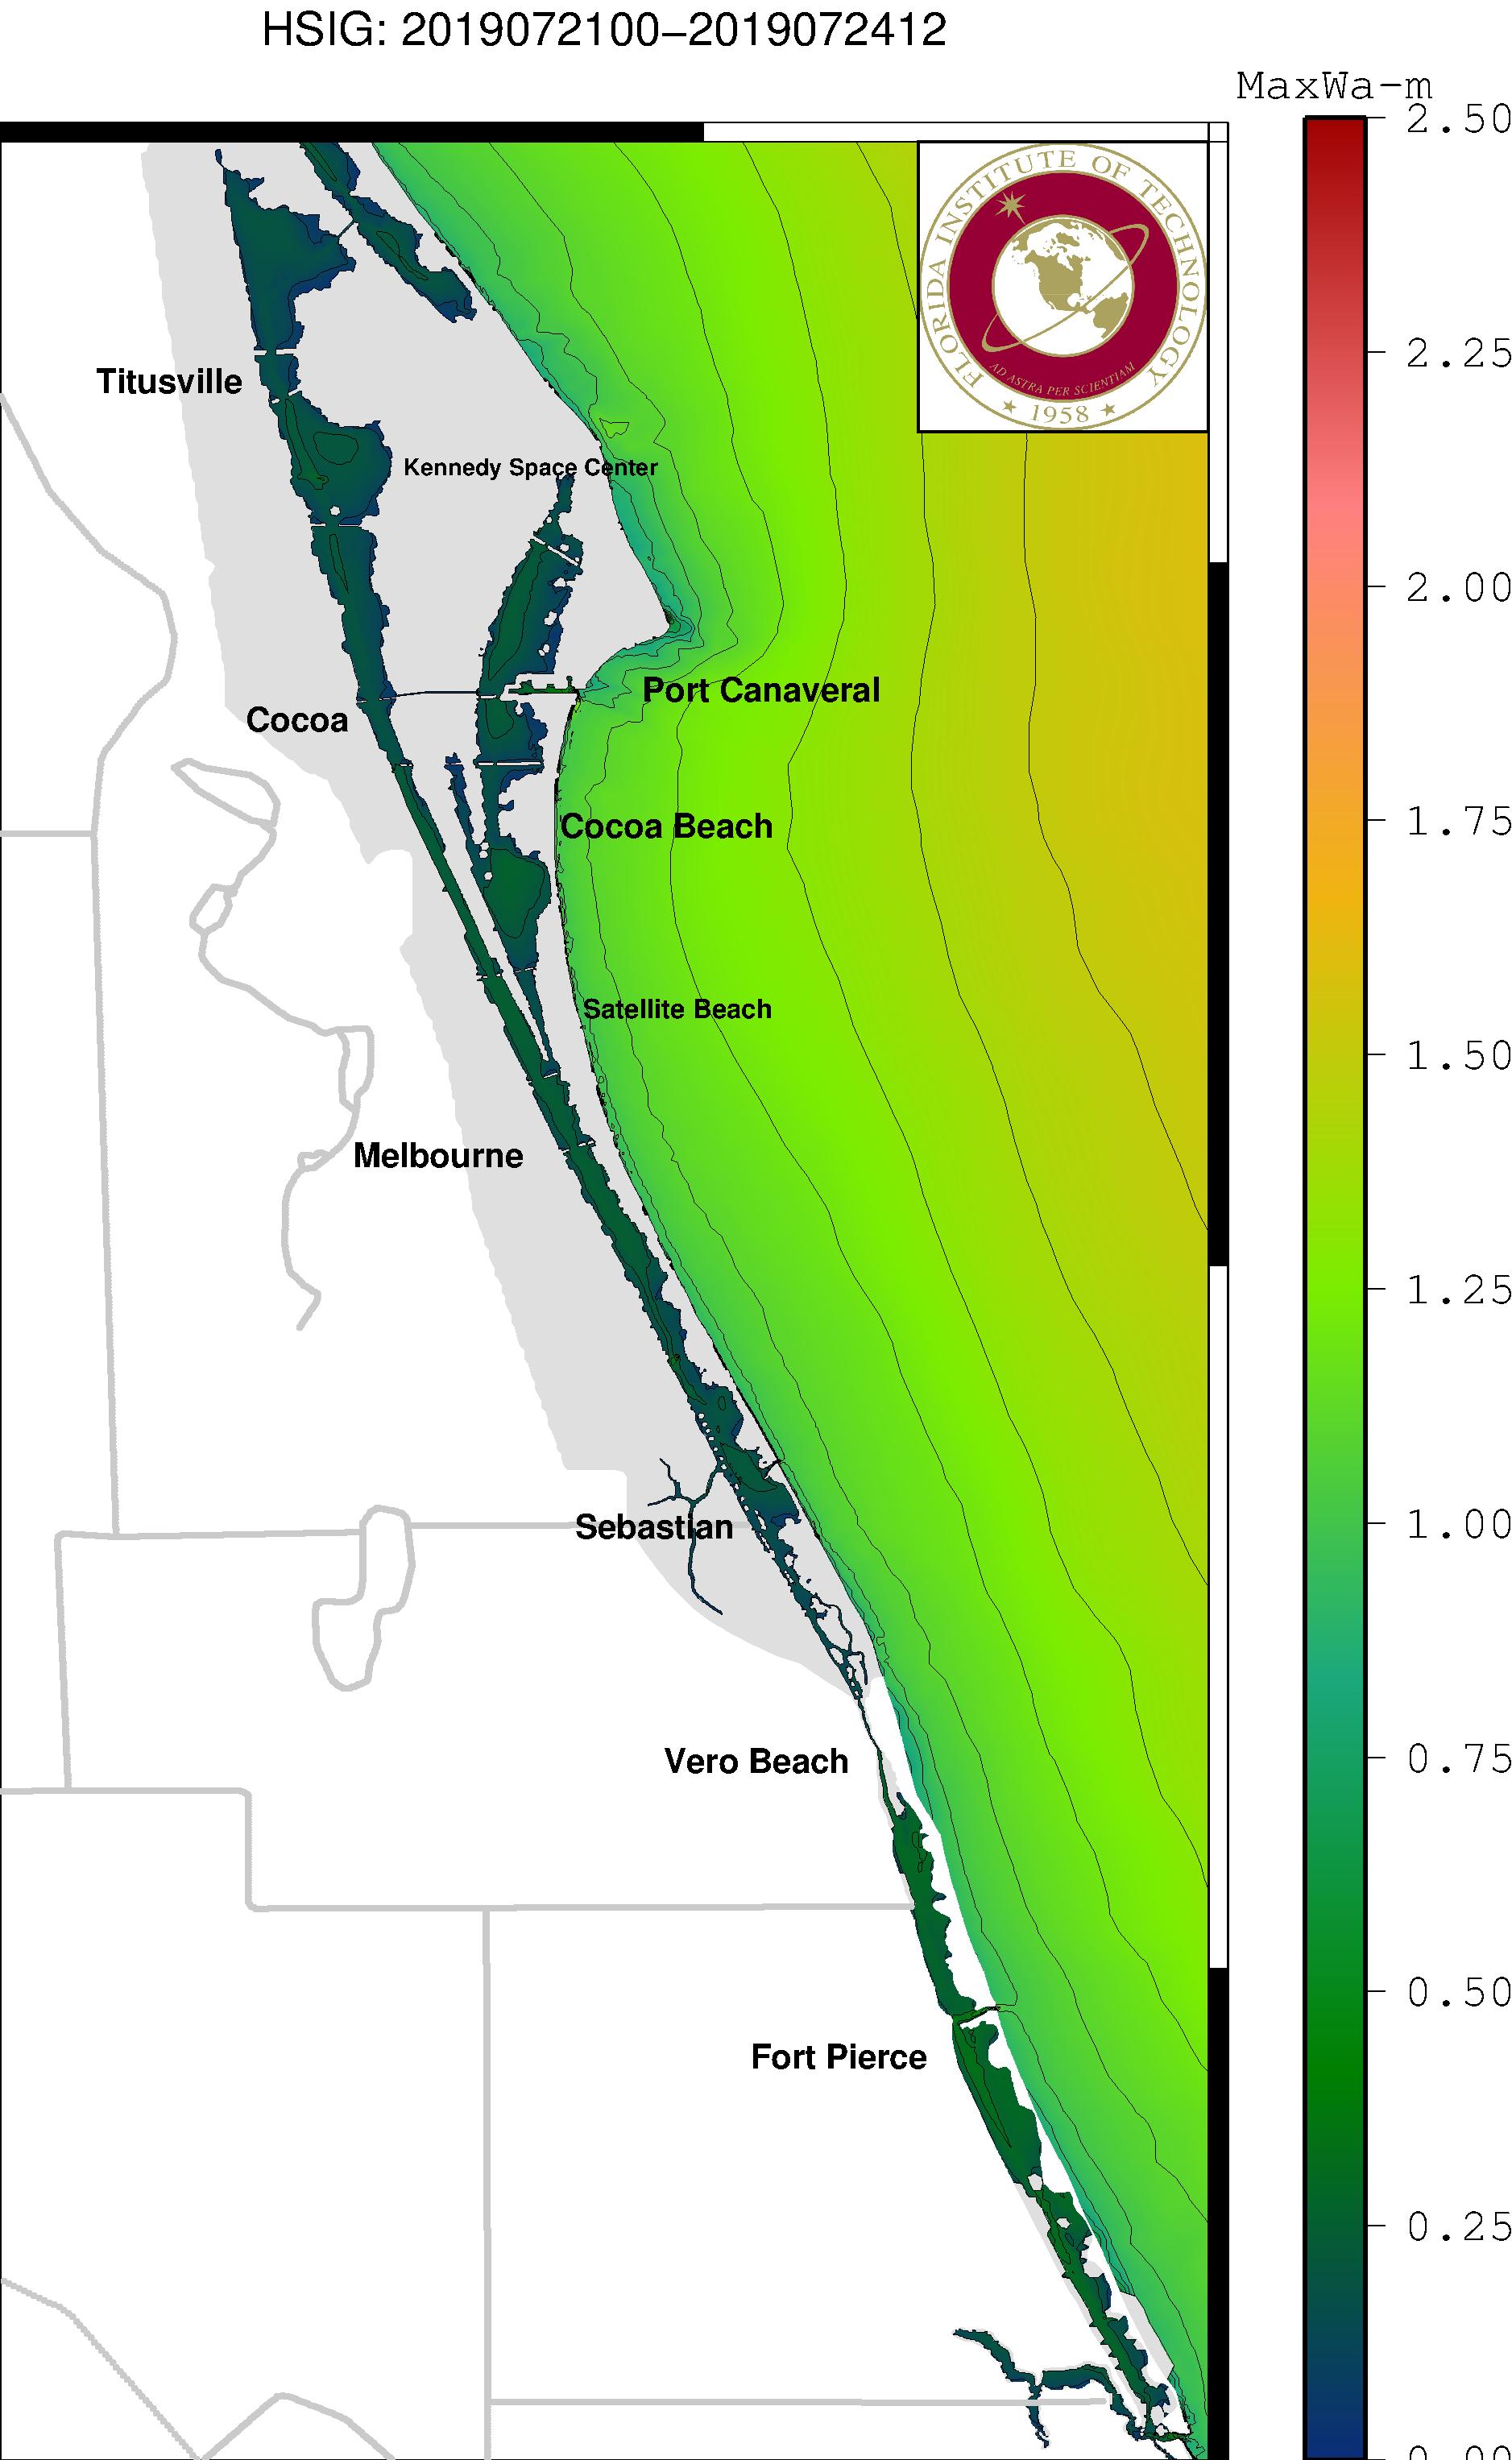 HSIG: 2019072100–2019072412
MaxWa-m
2.50
2.25
2.00
1.75
1.50
1.25
1.00
0.75
0.50
0.25
0.00
FLORIDA INSTITUTE OF TECHNOLOGY
AD ASTRA PER SCIENTIAM
★ 1958 ★
Titusville
Kennedy Space Center
Port Canaveral
Cocoa
Cocoa Beach
Satellite Beach
Melbourne
Sebastian
Vero Beach
Fort Pierce